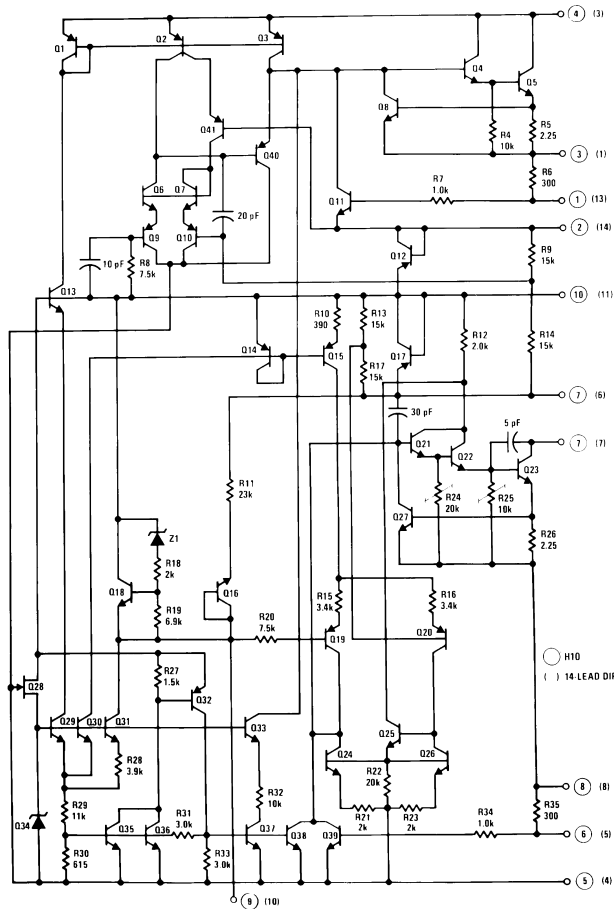 Q1
Q2
Q3
4 (3)
Q4
Q5
Q8
R4
10k
R5
2.25
3 (1)
Q41
Q40
R7
1.0k
R6
300
1 (13)
Q6
Q7
Q11
20 pF
2 (14)
Q9
Q10
Q12
R9
15k
10 pF
R8
7.5k
Q13
10 (11)
R10
390
R13
15k
R12
2.0k
R14
15k
Q14
Q15
Q17
R17
15k
7 (6)
30 pF
5 pF
7 (7)
Q21
Q22
Q23
R11
23k
R24
20k
R25
10k
Q27
R26
2.25
Z1
R18
2k
Q18
R19
6.9k
Q16
R15
3.4k
R16
3.4k
R20
7.5k
Q19
Q20
H10
( ) 14-LEAD DIP
R27
1.5k
Q28
Q32
Q29
Q30
Q31
Q33
Q25
R28
3.9k
Q24
Q26
R22
20k
8 (8)
R32
10k
Q34
R29
11k
R21
2k
R23
2k
R34
1.0k
R35
300
R31
3.0k
6 (5)
Q35
Q36
Q37
Q38
Q39
R30
615
R33
3.0k
5 (4)
9 (10)